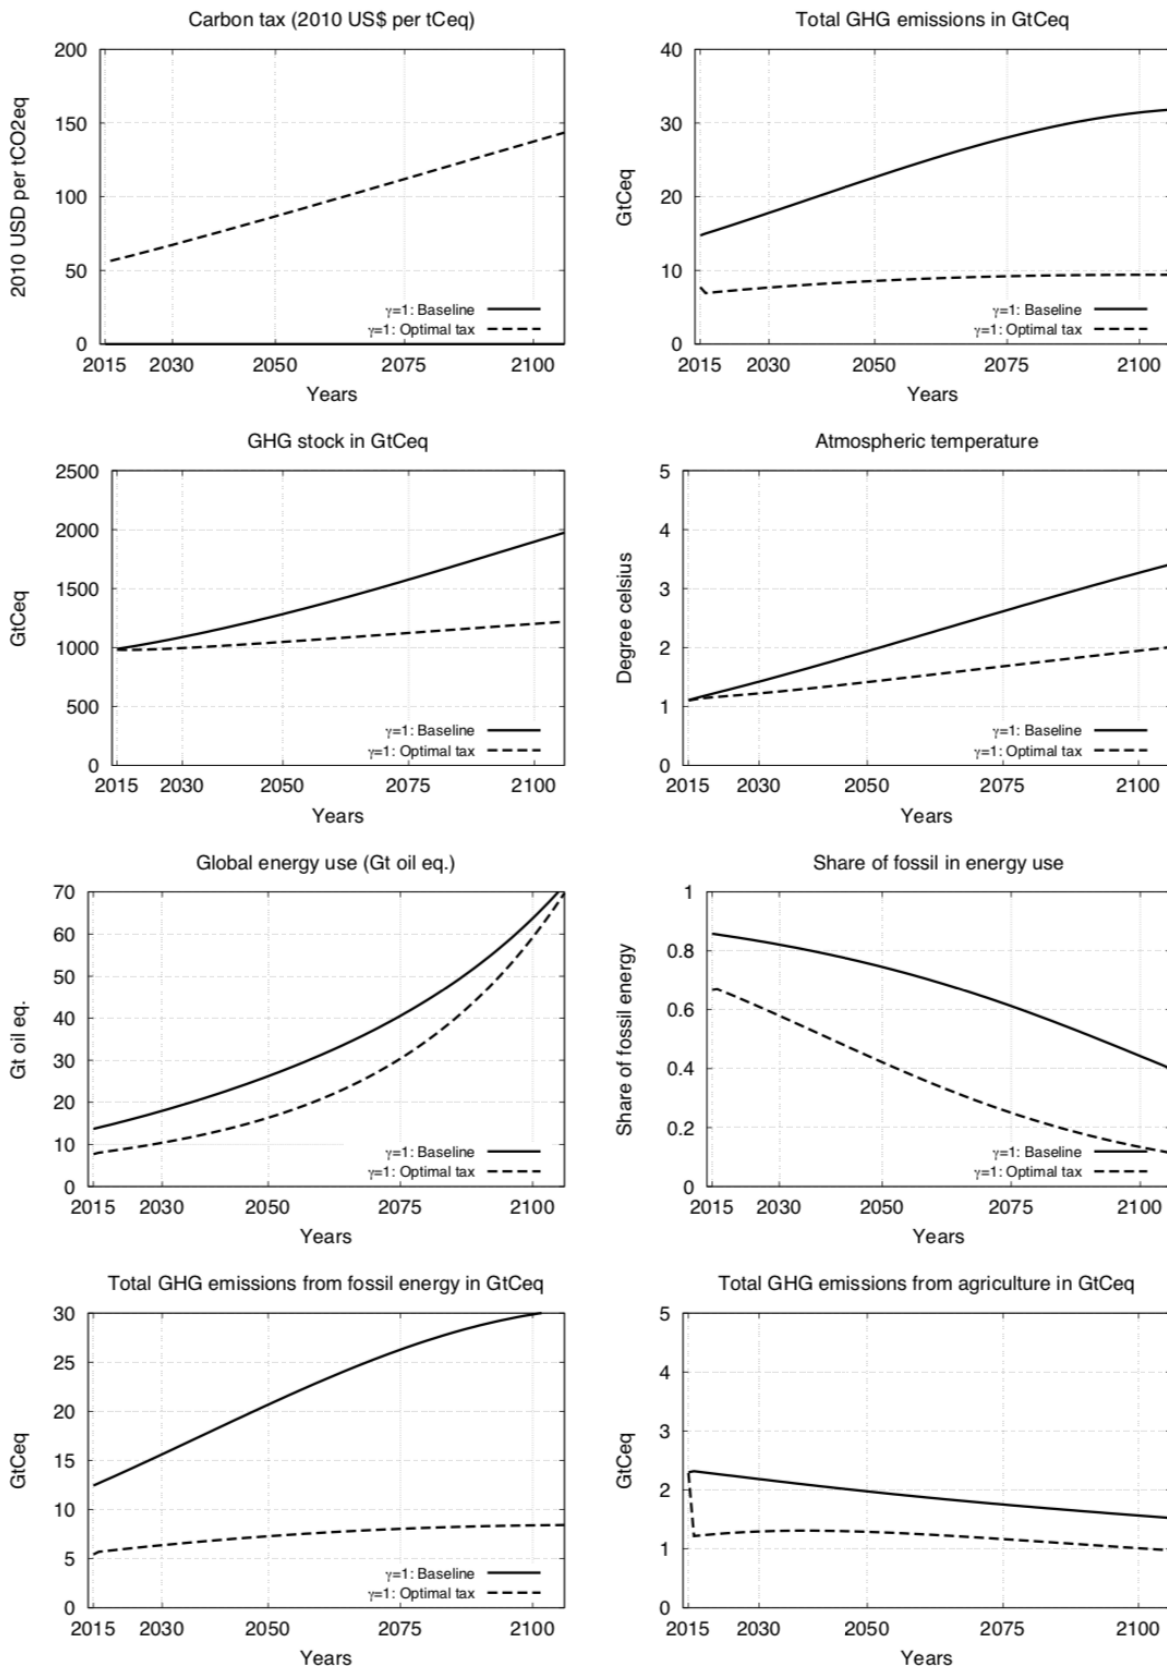 Carbon tax (2010 US$ per tCeq)
200
150
100
50
0
2010 USD per tCO2eq
γ=1: Baseline
γ=1: Optimal tax
2015 2030 2050 2075 2100
Years
Total GHG emissions in GtCeq
40
30
20
10
0
GtCeq
γ=1: Baseline
γ=1: Optimal tax
2015 2030 2050 2075 2100
Years
GHG stock in GtCeq
2500
2000
1500
1000
500
0
GtCeq
γ=1: Baseline
γ=1: Optimal tax
2015 2030 2050 2075 2100
Years
Atmospheric temperature
5
4
3
2
1
0
Degree celsius
γ=1: Baseline
γ=1: Optimal tax
2015 2030 2050 2075 2100
Years
Global energy use (Gt oil eq.)
70
60
50
40
30
20
10
0
Gt oil eq.
γ=1: Baseline
γ=1: Optimal tax
2015 2030 2050 2075 2100
Years
Share of fossil in energy use
1
0.8
0.6
0.4
0.2
0
Share of fossil energy
γ=1: Baseline
γ=1: Optimal tax
2015 2030 2050 2075 2100
Years
Total GHG emissions from fossil energy in GtCeq
30
25
20
15
10
5
0
GtCeq
γ=1: Baseline
γ=1: Optimal tax
2015 2030 2050 2075 2100
Years
Total GHG emissions from agriculture in GtCeq
5
4
3
2
1
0
GtCeq
γ=1: Baseline
γ=1: Optimal tax
2015 2030 2050 2075 2100
Years